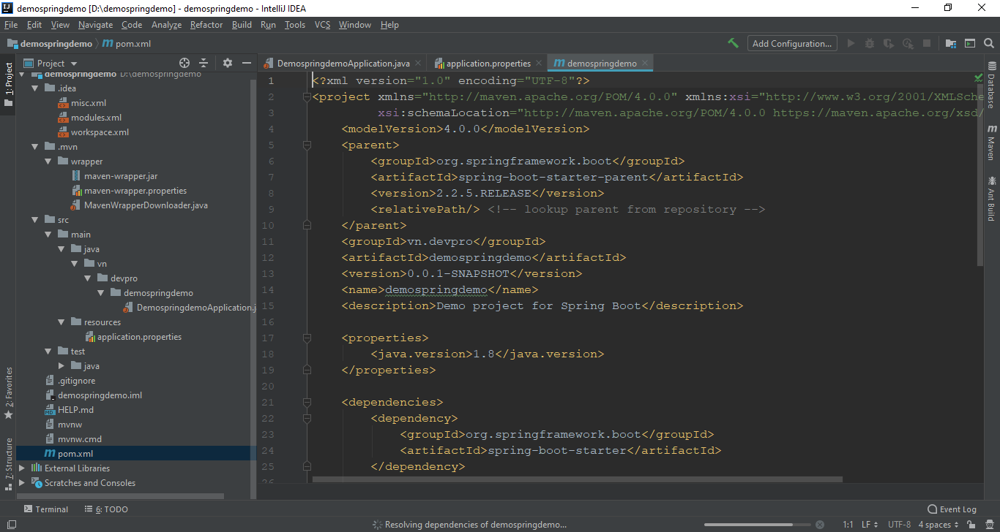 demospringdemo [D:\demospringdemo] - demospringdemo - IntelliJ IDEA
File Edit View Navigate Code Analyze Refactor Build Run Tools VCS Window Help
demospringdemo pom.xml
Add Configuration...
Project
DemospringdemoApplication.java
application.properties
demospringdemo
1: Project
2: Favorites
7: Structure
demospringdemo D:\demospringdemo
.idea
misc.xml
modules.xml
workspace.xml
.mvn
wrapper
maven-wrapper.jar
maven-wrapper.properties
MavenWrapperDownloader.java
src
main
java
vn
devpro
demospringdemo
DemospringdemoApplication.j
resources
application.properties
test
java
.gitignore
demospringdemo.iml
HELP.md
mvnw
mvnw.cmd
pom.xml
External Libraries
Scratches and Consoles
1 <?xml version="1.0" encoding="UTF-8"?>
2 <project xmlns="http://maven.apache.org/POM/4.0.0" xmlns:xsi="http://www.w3.org/2001/XMLSche
3 xsi:schemaLocation="http://maven.apache.org/POM/4.0.0 https://maven.apache.org/xsd/
4 <modelVersion>4.0.0</modelVersion>
5 <parent>
6 <groupId>org.springframework.boot</groupId>
7 <artifactId>spring-boot-starter-parent</artifactId>
8 <version>2.2.5.RELEASE</version>
9 <relativePath/> <!-- lookup parent from repository -->
10 </parent>
11 <groupId>vn.devpro</groupId>
12 <artifactId>demospringdemo</artifactId>
13 <version>0.0.1-SNAPSHOT</version>
14 <name>demospringdemo</name>
15 <description>Demo project for Spring Boot</description>
16
17 <properties>
18 <java.version>1.8</java.version>
19 </properties>
20
21 <dependencies>
22 <dependency>
23 <groupId>org.springframework.boot</groupId>
24 <artifactId>spring-boot-starter</artifactId>
25 </dependency>
26
Database
Maven
Ant Build
Terminal
6: TODO
Event Log
Resolving dependencies of demospringdemo...
1:1 LF UTF-8 4 spaces